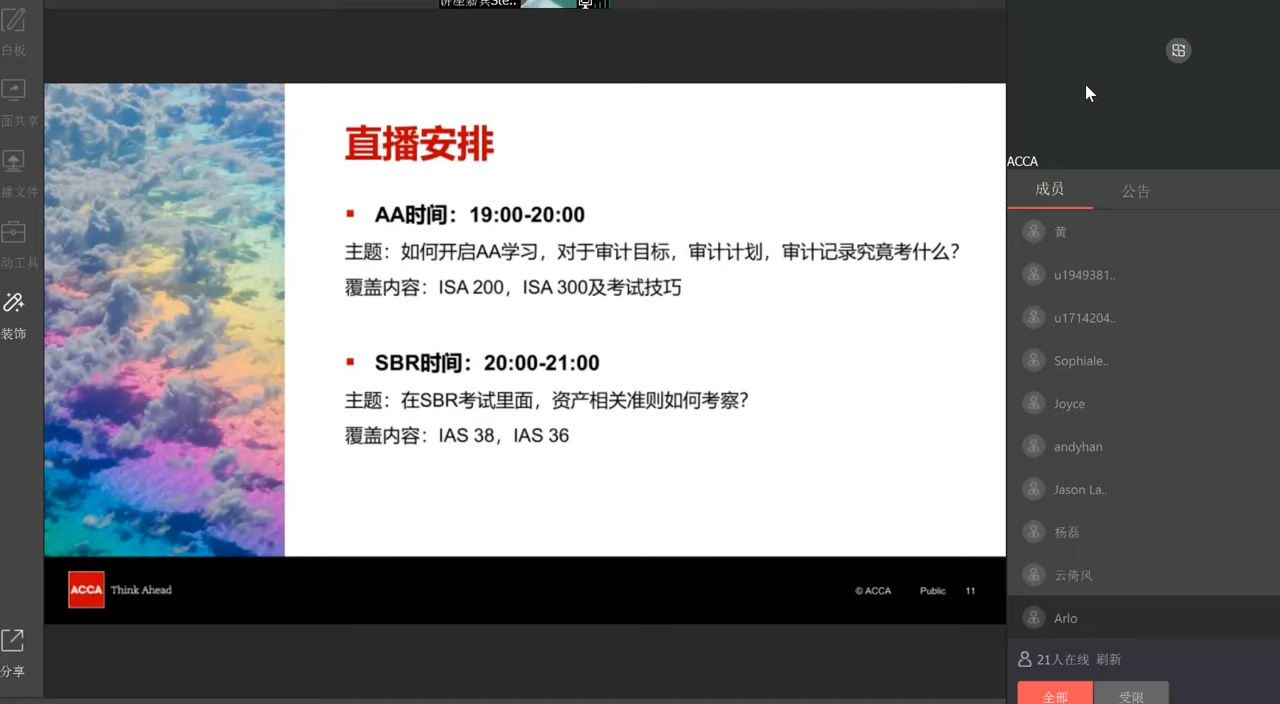 讲座嘉宾Ste..
白板
面共享
播文件
动工具
装饰
分享
直播安排
AA时间：19:00-20:00
主题：如何开启AA学习，对于审计目标，审计计划，审计记录究竟考什么？
覆盖内容：ISA 200，ISA 300及考试技巧
SBR时间：20:00-21:00
主题：在SBR考试里面，资产相关准则如何考察？
覆盖内容：IAS 38，IAS 36
ACCA Think Ahead
© ACCA Public 11
ACCA
成员 公告
黄
u1949381..
u1714204..
Sophiale..
Joyce
andyhan
Jason La..
杨磊
云倚风
Arlo
21人在线 刷新
全部 受限